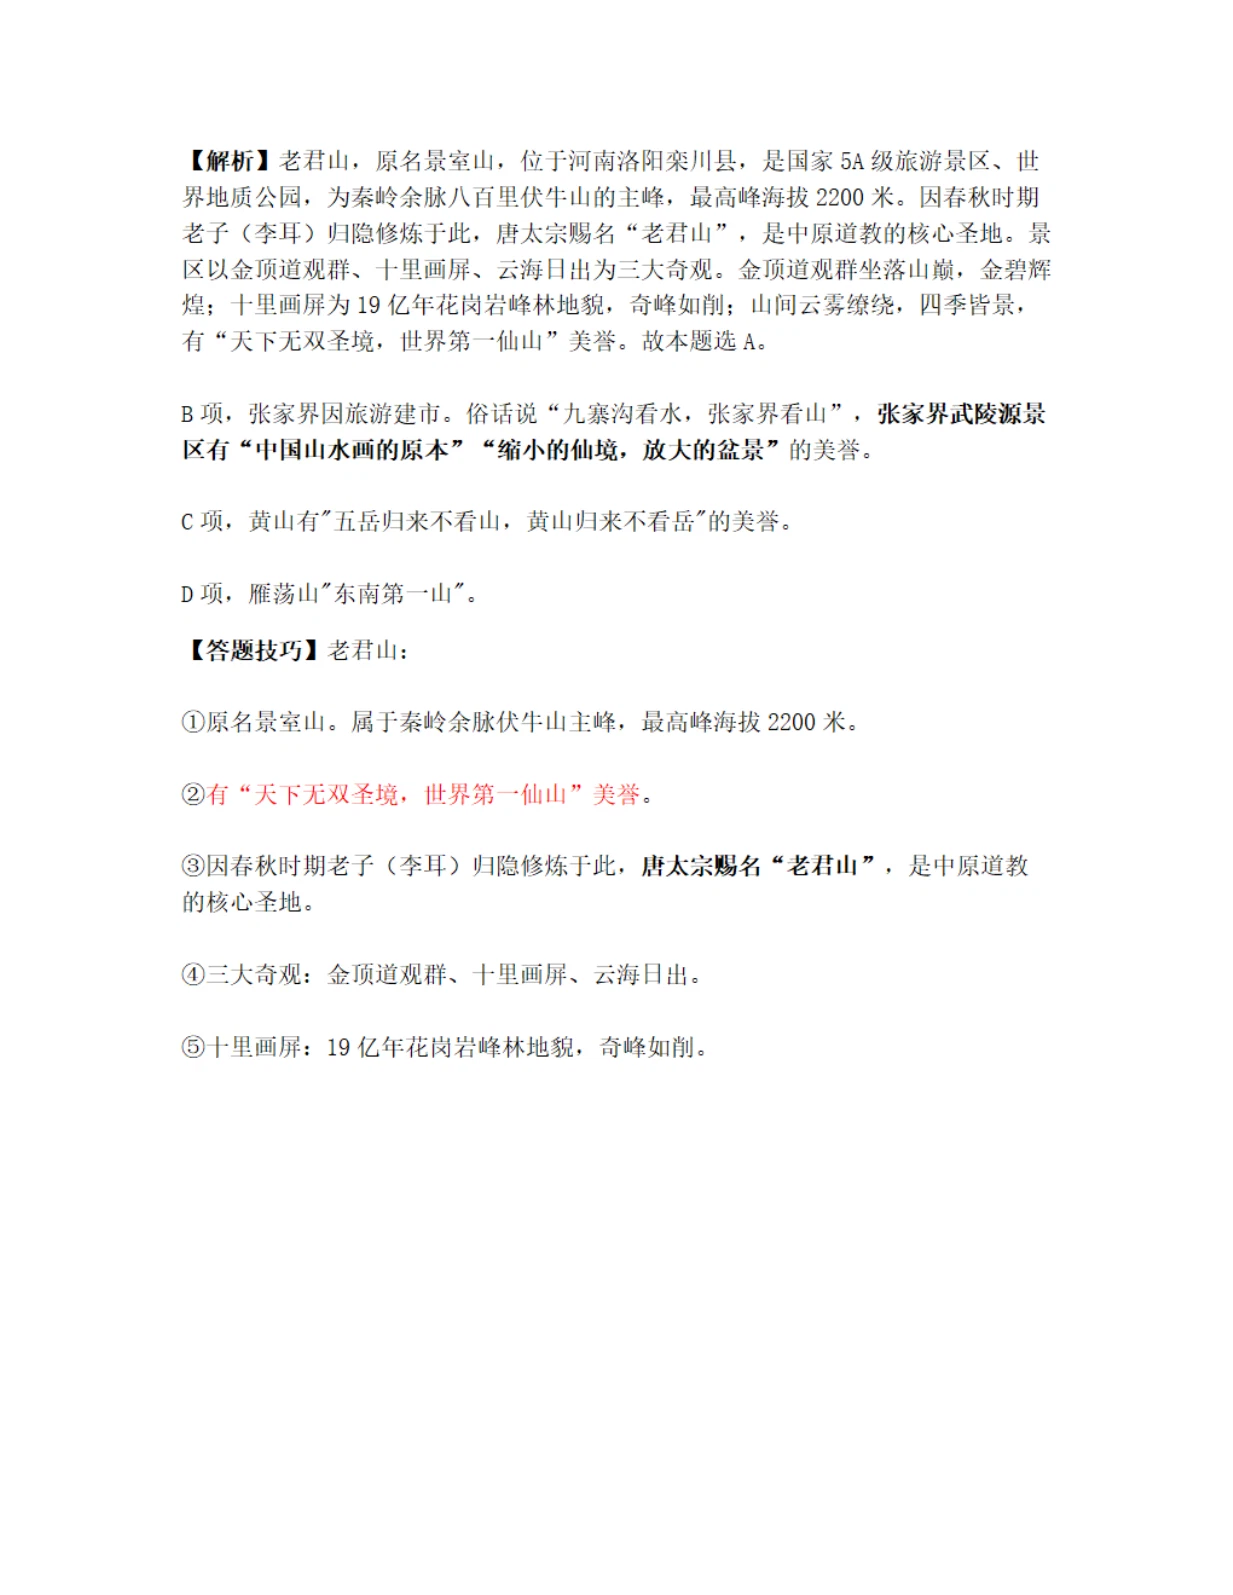 【解析】老君山，原名景室山，位于河南洛阳栾川县，是国家 5A 级旅游景区、世
界地质公园，为秦岭余脉八百里伏牛山的主峰，最高峰海拔 2200 米。因春秋时期
老子（李耳）归隐修炼于此，唐太宗赐名“老君山”，是中原道教的核心圣地。景
区以金顶道观群、十里画屏、云海日出为三大奇观。金顶道观群坐落山巅，金碧辉
煌；十里画屏为 19 亿年花岗岩峰林地貌，奇峰如削；山间云雾缭绕，四季皆景，
有“天下无双圣境，世界第一仙山”美誉。故本题选 A。
B 项，张家界因旅游建市。俗话说“九寨沟看水，张家界看山”，张家界武陵源景
区有“中国山水画的原本”“缩小的仙境，放大的盆景”的美誉。
C 项，黄山有"五岳归来不看山，黄山归来不看岳"的美誉。
D 项，雁荡山"东南第一山"。
【答题技巧】老君山：
①原名景室山。属于秦岭余脉伏牛山主峰，最高峰海拔 2200 米。
②有“天下无双圣境，世界第一仙山”美誉。
③因春秋时期老子（李耳）归隐修炼于此，唐太宗赐名“老君山”，是中原道教
的核心圣地。
④三大奇观：金顶道观群、十里画屏、云海日出。
⑤十里画屏：19 亿年花岗岩峰林地貌，奇峰如削。